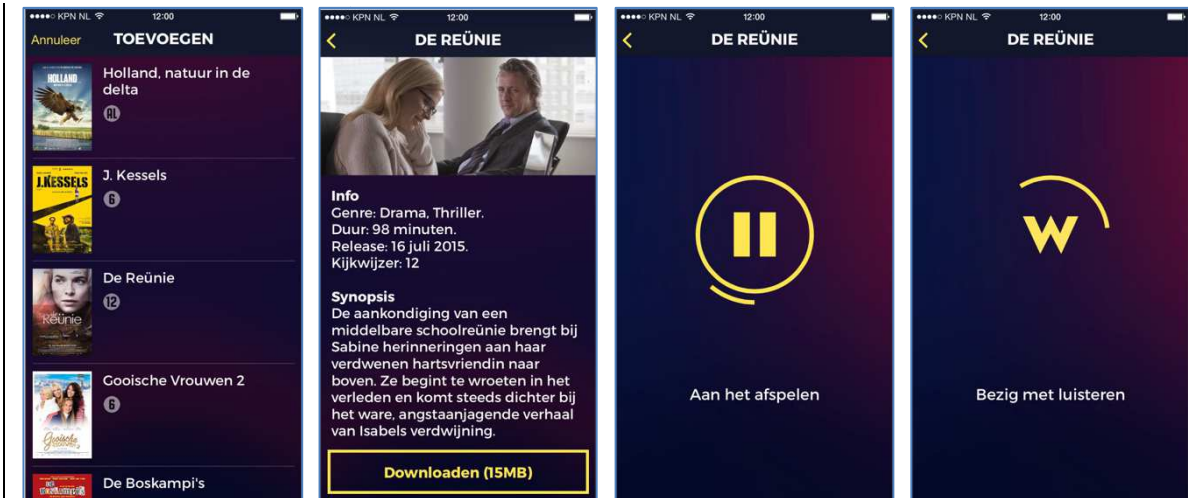 KPN NL 12:00
Annuleer TOEVOEGEN
HOLLAND
Holland, natuur in de
delta
AL
J.KESSELS
J. Kessels
6
De Reünie
12
Reünie
Gooische Vrouwen 2
6
Gooische
De Boskampi's
KPN NL 12:00
DE REÜNIE
Info
Genre: Drama, Thriller.
Duur: 98 minuten.
Release: 16 juli 2015.
Kijkwijzer: 12
Synopsis
De aankondiging van een
middelbare schoolreünie brengt bij
Sabine herinneringen aan haar
verdwenen hartsvriendin naar
boven. Ze begint te wroeten in het
verleden en komt steeds dichter bij
het ware, angstaanjagende verhaal
van Isabels verdwijning.
Downloaden (15MB)
KPN NL 12:00
DE REÜNIE
Aan het afspelen
KPN NL 12:00
DE REÜNIE
W
Bezig met luisteren